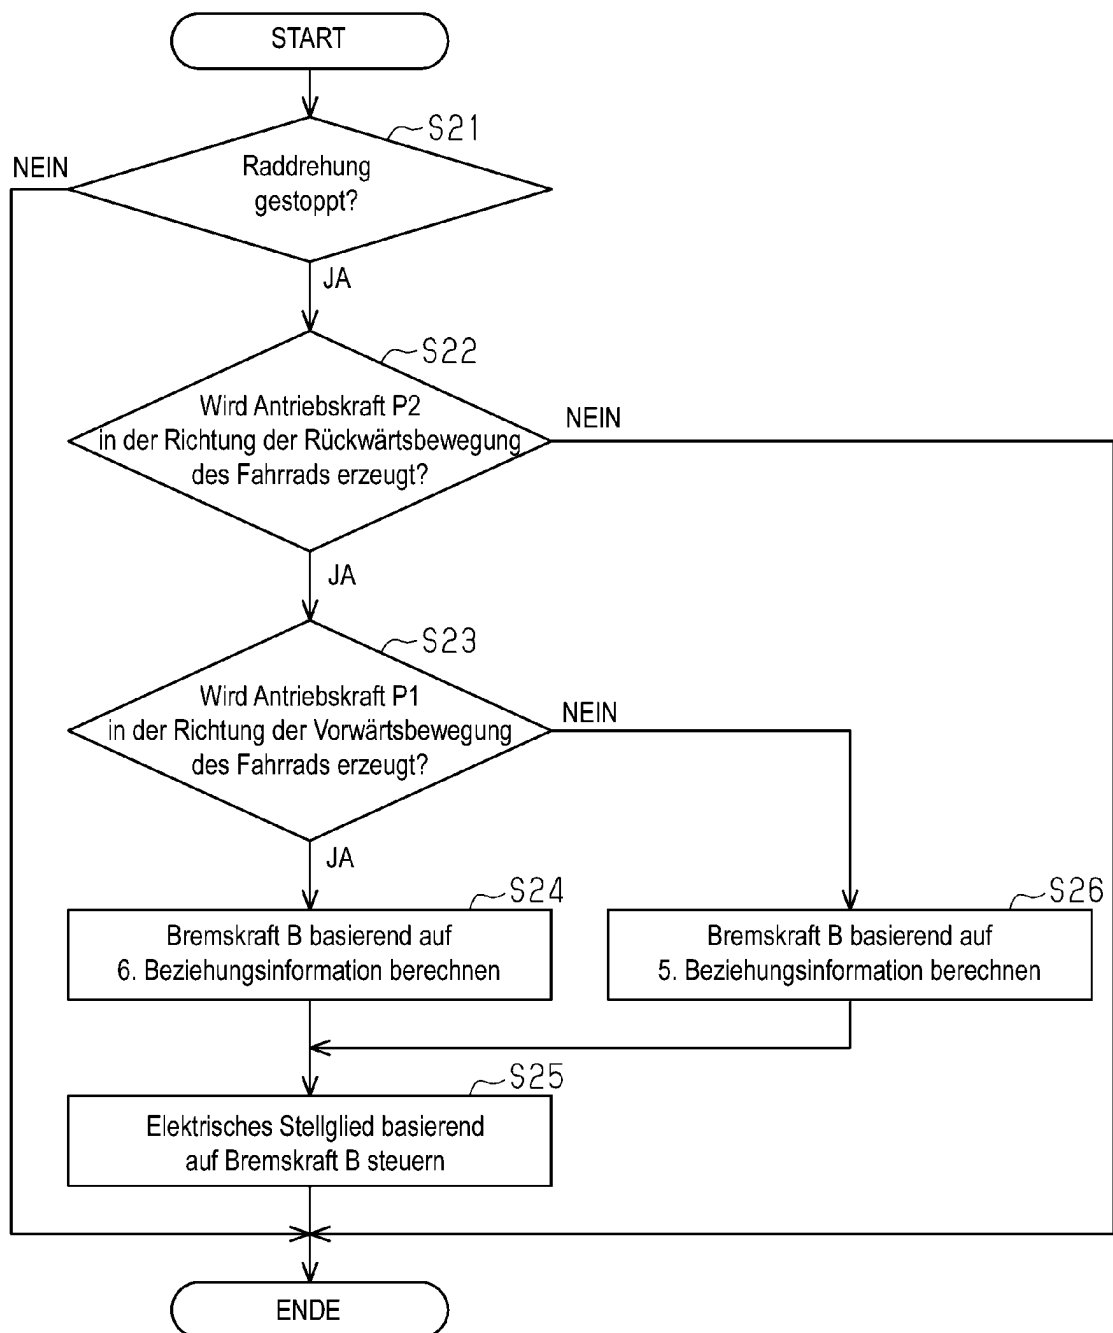 START
S21
NEIN
Raddrehung
gestoppt?
JA
S22
Wird Antriebskraft P2
in der Richtung der Rückwärtsbewegung
des Fahrrads erzeugt?
NEIN
JA
S23
Wird Antriebskraft P1
in der Richtung der Vorwärtsbewegung
des Fahrrads erzeugt?
NEIN
JA
S24
Bremskraft B basierend auf
6. Beziehungsinformation berechnen
S26
Bremskraft B basierend auf
5. Beziehungsinformation berechnen
S25
Elektrisches Stellglied basierend
auf Bremskraft B steuern
ENDE